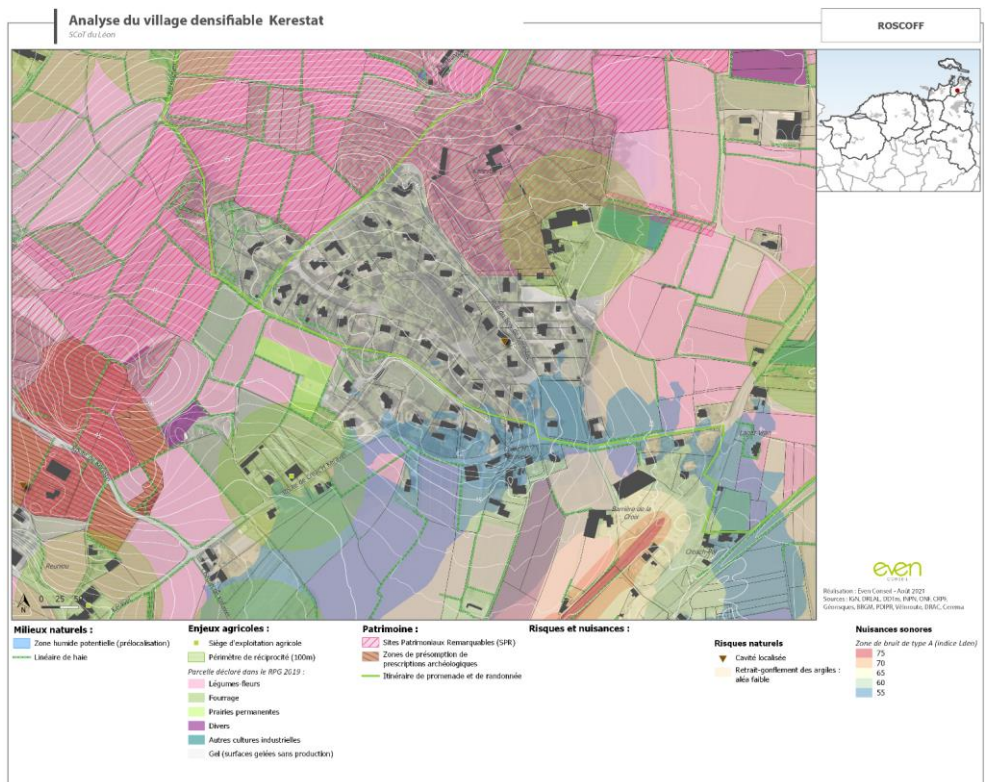 Analyse du village densifiable Kerestat
SCoT du Léon
ROSCOFF
Barrière de la
Croix
N
0 25 50
even
CONSEIL
Réalisation : Even Conseil - Août 2021
Milieux naturels :
Zone humide potentielle (prélocalisation)
Linéaire de haie
Enjeux agricoles :
Siège d'exploitation agricole
Périmètre de réciprocité (100m)
Parcelle déclaré dans le RPG 2019 :
Légumes-fleurs
Fourrage
Prairies permanentes
Divers
Autres cultures industrielles
Gel (surfaces gelées sans production)
Patrimoine :
Sites Patrimoniaux Remarquables (SPR)
Zones de présomption de
prescriptions archéologiques
Itinéraire de promenade et de randonnée
Risques et nuisances :
Risques naturels
Cavité localisée
Retrait-gonflement des argiles :
aléa faible
Nuisances sonores
Zone de bruit de type A (indice Lden)
75
70
65
60
55